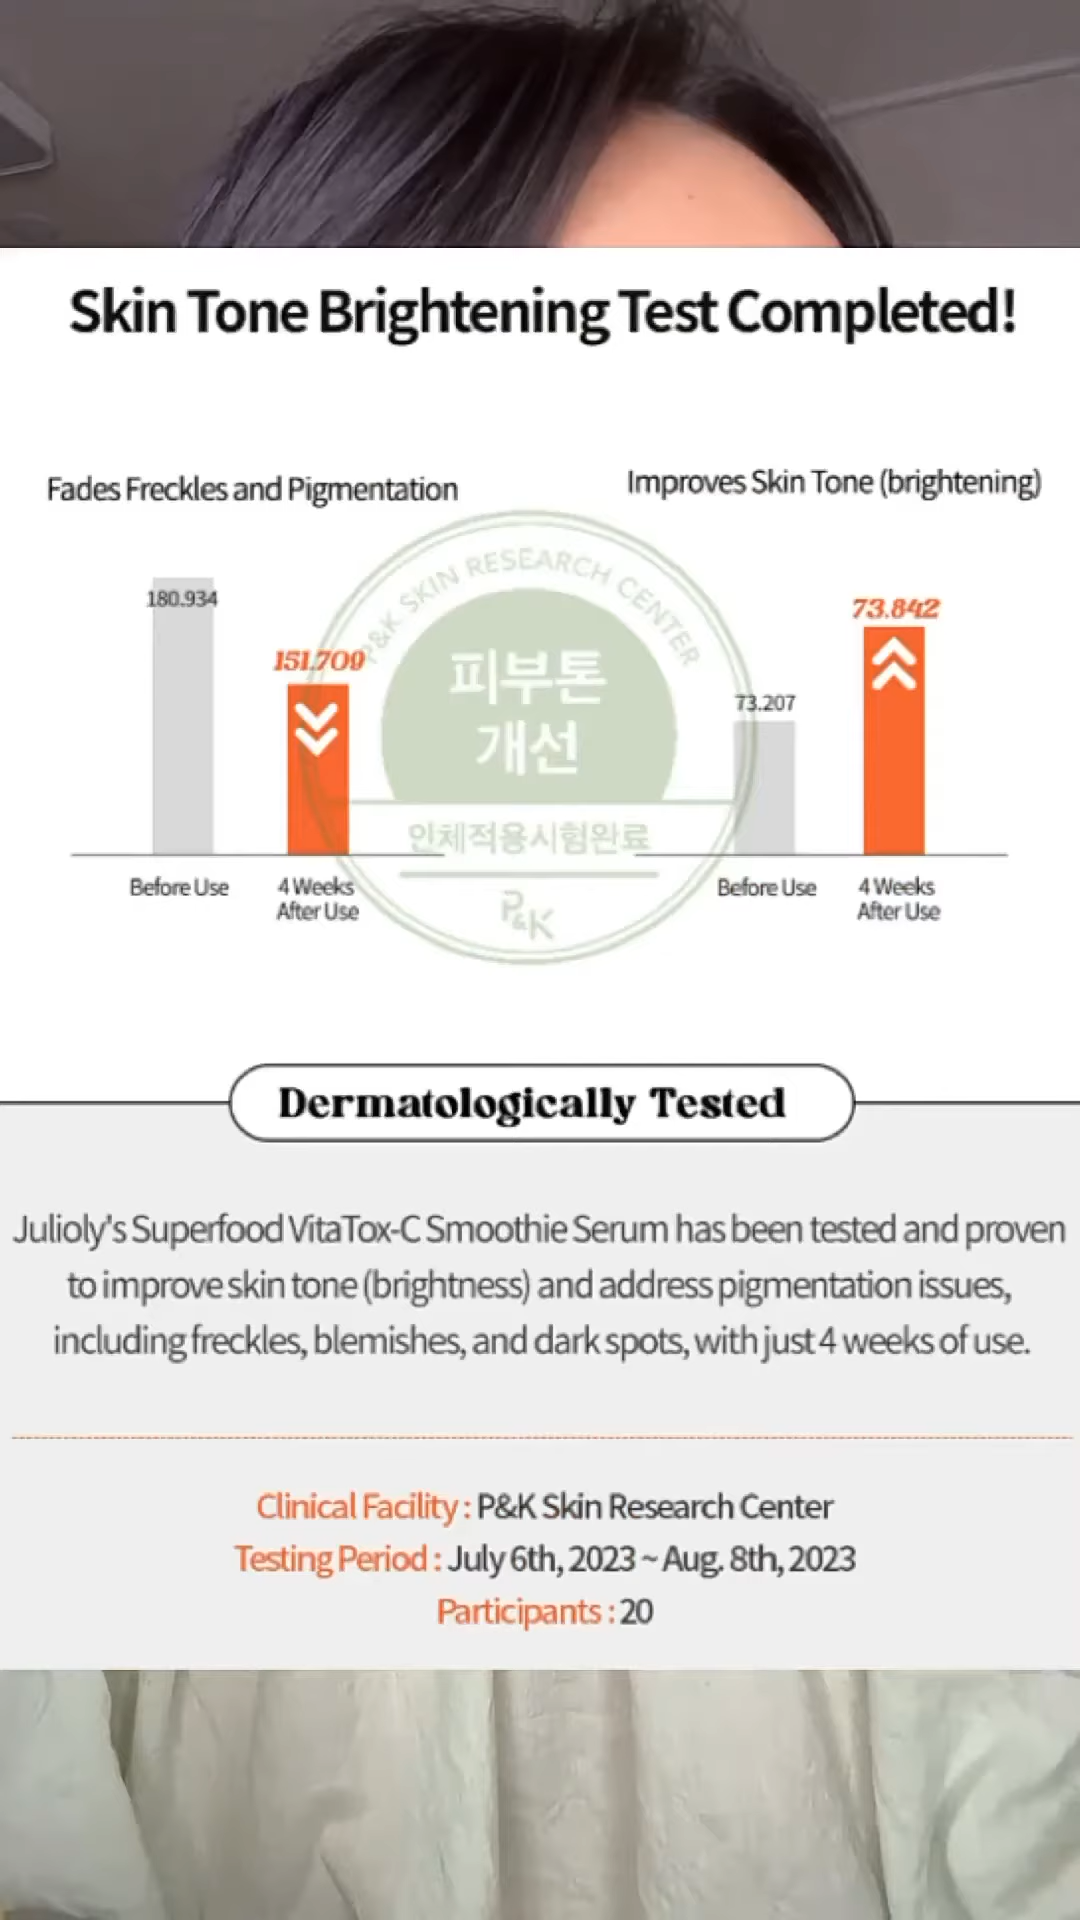 Skin Tone Brightening Test Completed!
Fades Freckles and Pigmentation
Improves Skin Tone (brightening)
180.934
151.709
73.207
73.842
P&K SKIN RESEARCH CENTER
피부톤
개선
인체적용시험완료
P&K
Before Use
4 Weeks
After Use
Before Use
4 Weeks
After Use
Dermatologically Tested
Julioly's Superfood VitaTox-C Smoothie Serum has been tested and proven
to improve skin tone (brightness) and address pigmentation issues,
including freckles, blemishes, and dark spots, with just 4 weeks of use.
Clinical Facility : P&K Skin Research Center
Testing Period : July 6th, 2023 ~ Aug. 8th, 2023
Participants : 20